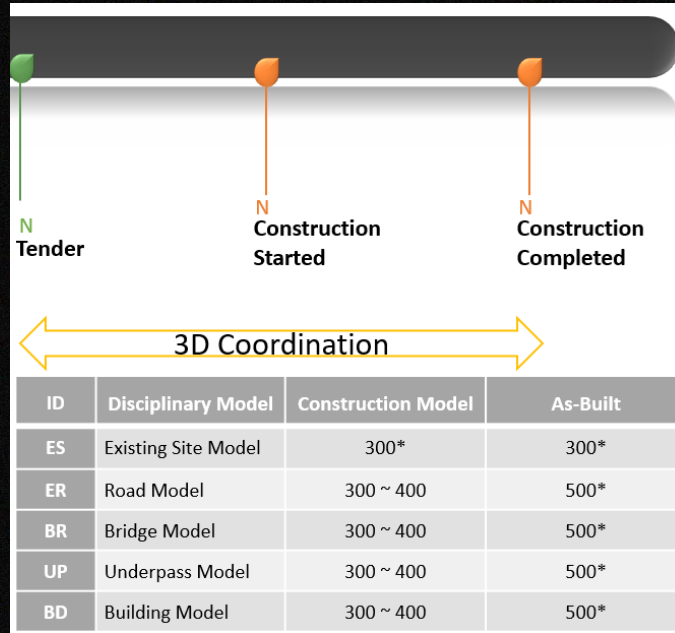 N
Tender
N
Construction
Started
N
Construction
Completed
3D Coordination
ID Disciplinary Model Construction Model As-Built
ES Existing Site Model 300* 300*
ER Road Model 300 ~ 400 500*
BR Bridge Model 300 ~ 400 500*
UP Underpass Model 300 ~ 400 500*
BD Building Model 300 ~ 400 500*